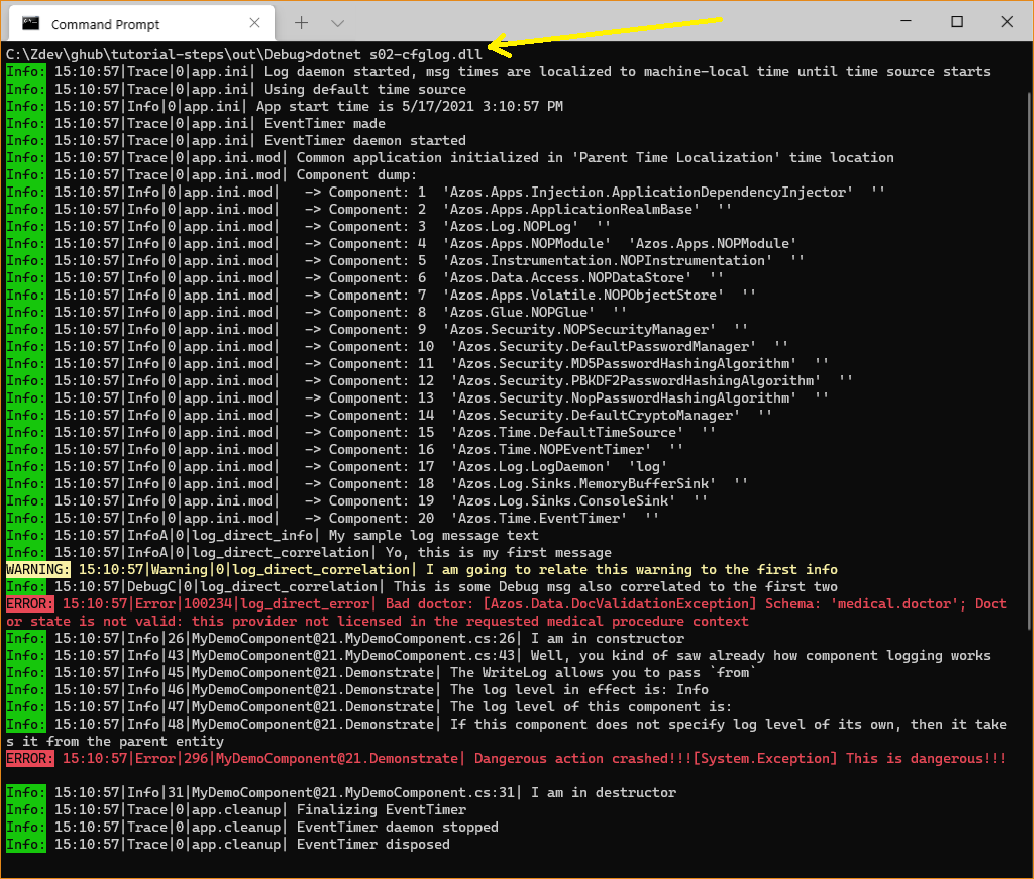 Command Prompt
C:\Zdev\ghub\tutorial-steps\out\Debug>dotnet s02-cfglog.dll
Info: 15:10:57|Trace|0|app.ini| Log daemon started, msg times are localized to machine-local time until time source starts
Info: 15:10:57|Trace|0|app.ini| Using default time source
Info: 15:10:57|Info‖0|app.ini| App start time is 5/17/2021 3:10:57 PM
Info: 15:10:57|Trace|0|app.ini| EventTimer made
Info: 15:10:57|Trace|0|app.ini| EventTimer daemon started
Info: 15:10:57|Trace|0|app.ini.mod| Common application initialized in 'Parent Time Localization' time location
Info: 15:10:57|Trace|0|app.ini.mod| Component dump:
Info: 15:10:57|Info‖0|app.ini.mod|   -> Component: 1  'Azos.Apps.Injection.ApplicationDependencyInjector'  ''
Info: 15:10:57|Info‖0|app.ini.mod|   -> Component: 2  'Azos.Apps.ApplicationRealmBase'  ''
Info: 15:10:57|Info‖0|app.ini.mod|   -> Component: 3  'Azos.Log.NOPLog'  ''
Info: 15:10:57|Info‖0|app.ini.mod|   -> Component: 4  'Azos.Apps.NOPModule'  'Azos.Apps.NOPModule'
Info: 15:10:57|Info‖0|app.ini.mod|   -> Component: 5  'Azos.Instrumentation.NOPInstrumentation'  ''
Info: 15:10:57|Info‖0|app.ini.mod|   -> Component: 6  'Azos.Data.Access.NOPDataStore'  ''
Info: 15:10:57|Info‖0|app.ini.mod|   -> Component: 7  'Azos.Apps.Volatile.NOPObjectStore'  ''
Info: 15:10:57|Info‖0|app.ini.mod|   -> Component: 8  'Azos.Glue.NOPGlue'  ''
Info: 15:10:57|Info‖0|app.ini.mod|   -> Component: 9  'Azos.Security.NOPSecurityManager'  ''
Info: 15:10:57|Info‖0|app.ini.mod|   -> Component: 10  'Azos.Security.DefaultPasswordManager'  ''
Info: 15:10:57|Info‖0|app.ini.mod|   -> Component: 11  'Azos.Security.MD5PasswordHashingAlgorithm'  ''
Info: 15:10:57|Info‖0|app.ini.mod|   -> Component: 12  'Azos.Security.PBKDF2PasswordHashingAlgorithm'  ''
Info: 15:10:57|Info‖0|app.ini.mod|   -> Component: 13  'Azos.Security.NopPasswordHashingAlgorithm'  ''
Info: 15:10:57|Info‖0|app.ini.mod|   -> Component: 14  'Azos.Security.DefaultCryptoManager'  ''
Info: 15:10:57|Info‖0|app.ini.mod|   -> Component: 15  'Azos.Time.DefaultTimeSource'  ''
Info: 15:10:57|Info‖0|app.ini.mod|   -> Component: 16  'Azos.Time.NOPEventTimer'  ''
Info: 15:10:57|Info‖0|app.ini.mod|   -> Component: 17  'Azos.Log.LogDaemon'  'log'
Info: 15:10:57|Info‖0|app.ini.mod|   -> Component: 18  'Azos.Log.Sinks.MemoryBufferSink'  ''
Info: 15:10:57|Info‖0|app.ini.mod|   -> Component: 19  'Azos.Log.Sinks.ConsoleSink'  ''
Info: 15:10:57|Info‖0|app.ini.mod|   -> Component: 20  'Azos.Time.EventTimer'  ''
Info: 15:10:57|InfoA|0|log_direct_info| My sample log message text
Info: 15:10:57|InfoA|0|log_direct_correlation| Yo, this is my first message
WARNING: 15:10:57|Warning|0|log_direct_correlation| I am going to relate this warning to the first info
Info: 15:10:57|DebugC|0|log_direct_correlation| This is some Debug msg also correlated to the first two
ERROR: 15:10:57|Error|100234|log_direct_error| Bad doctor: [Azos.Data.DocValidationException] Schema: 'medical.doctor'; Doct
or state is not valid: this provider not licensed in the requested medical procedure context
Info: 15:10:57|Info‖26|MyDemoComponent@21.MyDemoComponent.cs:26| I am in constructor
Info: 15:10:57|Info‖43|MyDemoComponent@21.MyDemoComponent.cs:43| Well, you kind of saw already how component logging works
Info: 15:10:57|Info‖45|MyDemoComponent@21.Demonstrate| The WriteLog allows you to pass `from`
Info: 15:10:57|Info‖46|MyDemoComponent@21.Demonstrate| The log level in effect is: Info
Info: 15:10:57|Info‖47|MyDemoComponent@21.Demonstrate| The log level of this component is:
Info: 15:10:57|Info‖48|MyDemoComponent@21.Demonstrate| If this component does not specify log level of its own, then it take
s it from the parent entity
ERROR: 15:10:57|Error|296|MyDemoComponent@21.Demonstrate| Dangerous action crashed!!![System.Exception] This is dangerous!!!
Info: 15:10:57|Info‖31|MyDemoComponent@21.MyDemoComponent.cs:31| I am in destructor
Info: 15:10:57|Trace|0|app.cleanup| Finalizing EventTimer
Info: 15:10:57|Trace|0|app.cleanup| EventTimer daemon stopped
Info: 15:10:57|Trace|0|app.cleanup| EventTimer disposed